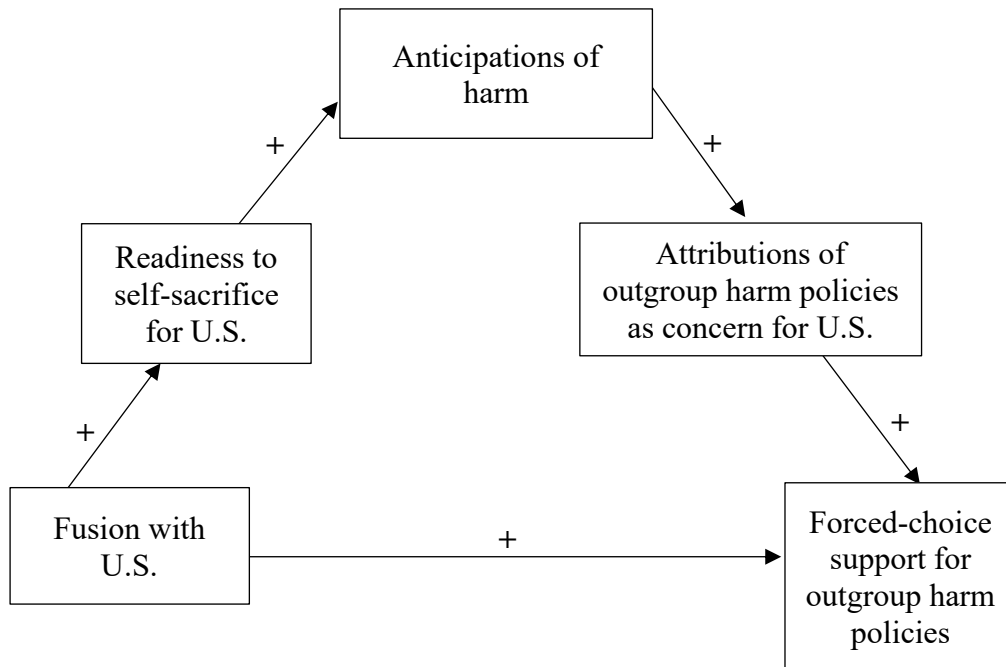 Anticipations of
harm
+
+
Readiness to
self-sacrifice
for U.S.
Attributions of
outgroup harm policies
as concern for U.S.
+
+
Fusion with
U.S.
+
Forced-choice
support for
outgroup harm
policies